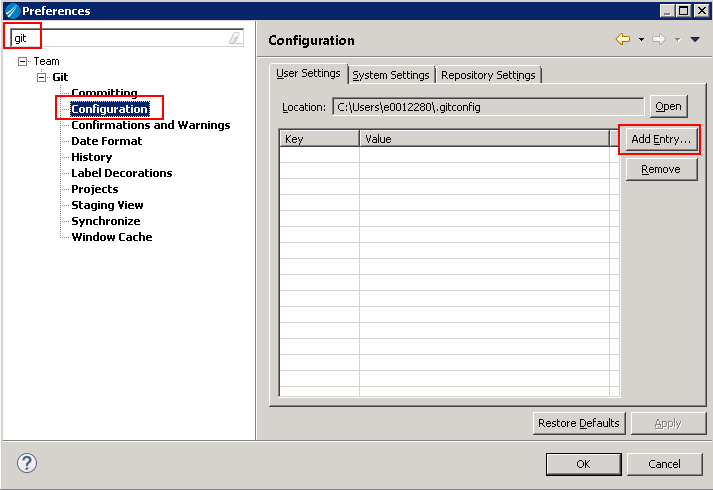 Preferences
git
Team
Git
Committing
Configuration
Confirmations and Warnings
Date Format
History
Label Decorations
Projects
Staging View
Synchronize
Window Cache
Configuration
User Settings System Settings Repository Settings
Location: C:\Users\e0012280\.gitconfig Open
Key Value
Add Entry...
Remove
Restore Defaults Apply
? OK Cancel